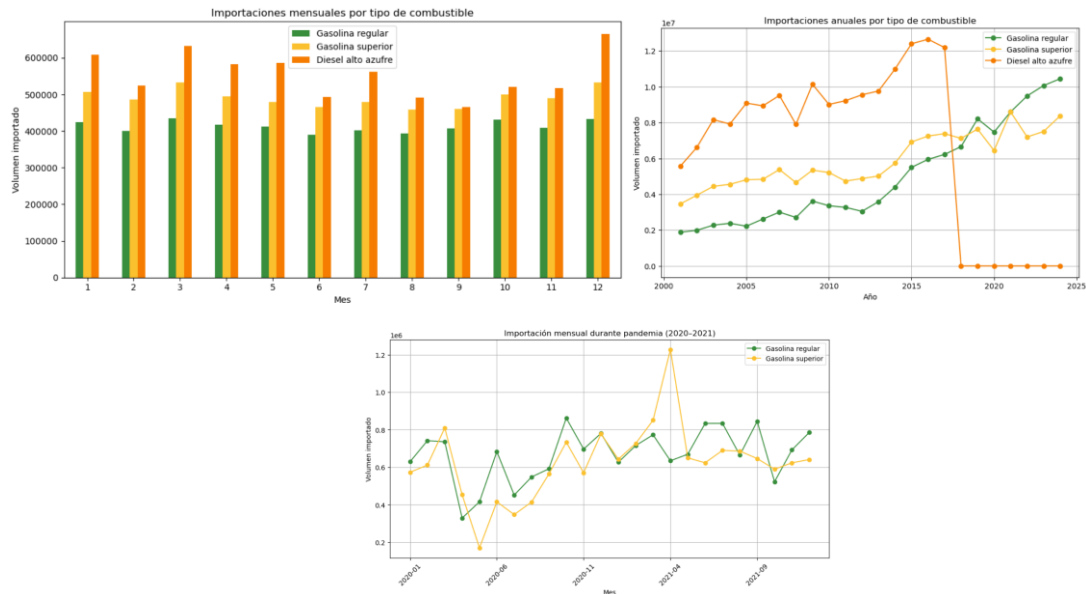 Importaciones mensuales por tipo de combustible
Gasolina regular
Gasolina superior
Diesel alto azufre
Volumen importado
600000
500000
400000
300000
200000
100000
0
1 2 3 4 5 6 7 8 9 10 11 12
Mes
Importaciones anuales por tipo de combustible
1e7
Gasolina regular
Gasolina superior
Diesel alto azufre
Volumen importado
1.2
1.0
0.8
0.6
0.4
0.2
0.0
2000 2005 2010 2015 2020 2025
Año
Importación mensual durante pandemia (2020–2021)
1e6
Gasolina regular
Gasolina superior
Volumen importado
1.2
1.0
0.8
0.6
0.4
0.2
2020-01 2020-06 2020-11 2021-04 2021-09
Mes